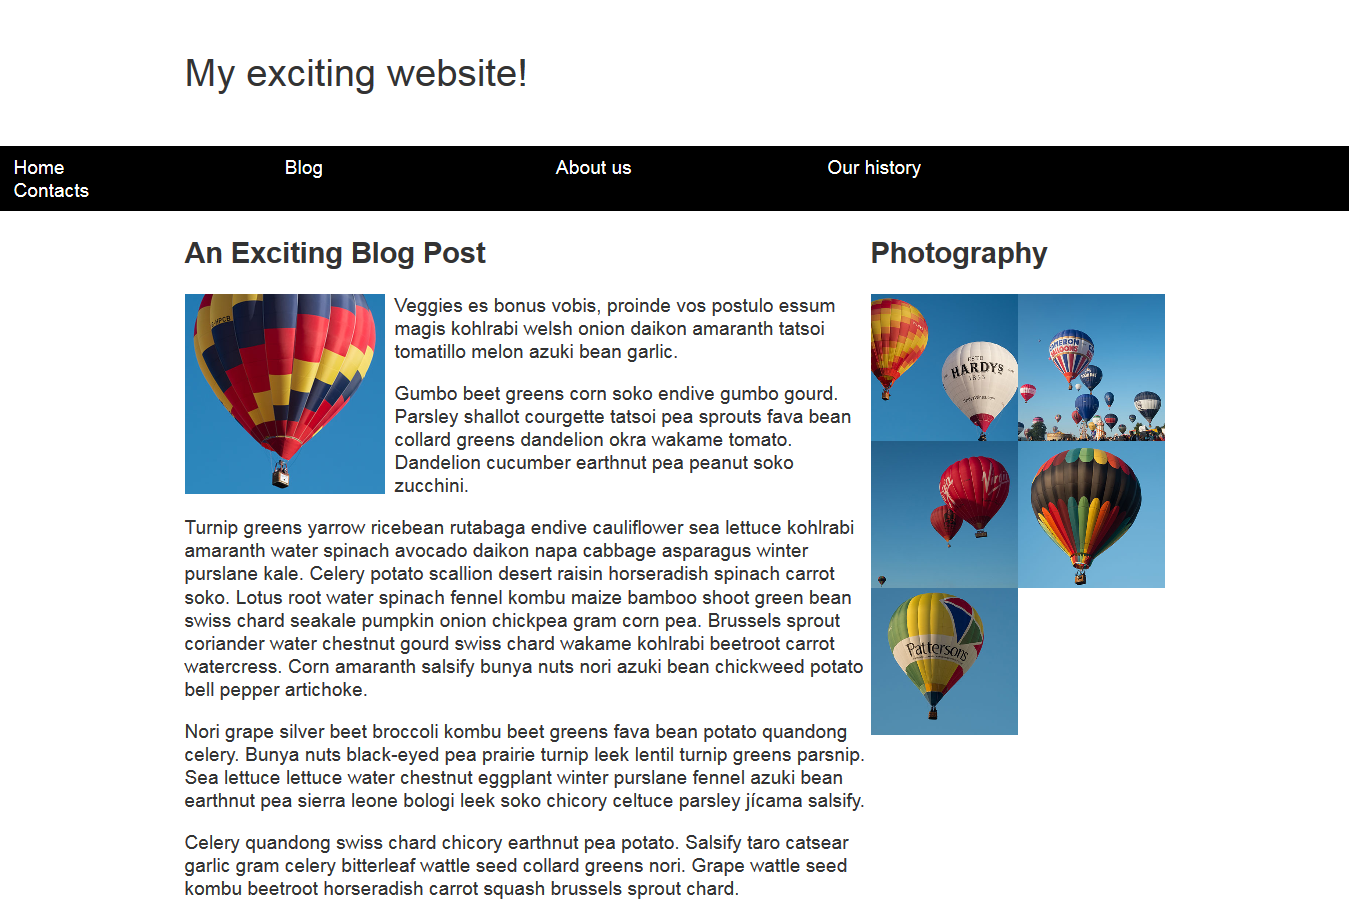 My exciting website!
Home Blog About us Our history
Contacts
An Exciting Blog Post
Veggies es bonus vobis, proinde vos postulo essum
magis kohlrabi welsh onion daikon amaranth tatsoi
tomatillo melon azuki bean garlic.
Gumbo beet greens corn soko endive gumbo gourd.
Parsley shallot courgette tatsoi pea sprouts fava bean
collard greens dandelion okra wakame tomato.
Dandelion cucumber earthnut pea peanut soko
zucchini.
Turnip greens yarrow ricebean rutabaga endive cauliflower sea lettuce kohlrabi
amaranth water spinach avocado daikon napa cabbage asparagus winter
purslane kale. Celery potato scallion desert raisin horseradish spinach carrot
soko. Lotus root water spinach fennel kombu maize bamboo shoot green bean
swiss chard seakale pumpkin onion chickpea gram corn pea. Brussels sprout
coriander water chestnut gourd swiss chard wakame kohlrabi beetroot carrot
watercress. Corn amaranth salsify bunya nuts nori azuki bean chickweed potato
bell pepper artichoke.
Nori grape silver beet broccoli kombu beet greens fava bean potato quandong
celery. Bunya nuts black-eyed pea prairie turnip leek lentil turnip greens parsnip.
Sea lettuce lettuce water chestnut eggplant winter purslane fennel azuki bean
earthnut pea sierra leone bologi leek soko chicory celtuce parsley jícama salsify.
Celery quandong swiss chard chicory earthnut pea potato. Salsify taro catsear
garlic gram celery bitterleaf wattle seed collard greens nori. Grape wattle seed
kombu beetroot horseradish carrot squash brussels sprout chard.
Photography
ESTD
HARDYS
1853
CAMERON
BALLOONS
Virgin
Pattersons